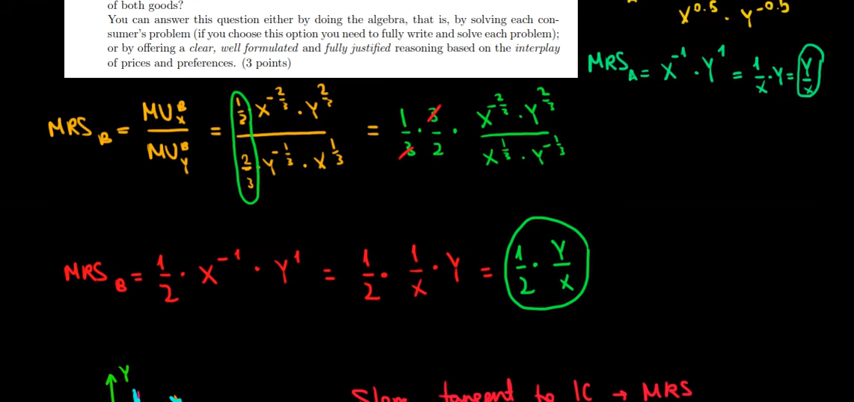 of both goods?
You can answer this question either by doing the algebra, that is, by solving each con-
sumer's problem (if you choose this option you need to fully write and solve each problem);
or by offering a clear, well formulated and fully justified reasoning based on the interplay
of prices and preferences. (3 points)
X^0.5 · Y^-0.5
MRS_A = X^-1 · Y^1 = 1/X · Y = Y/X
MRS_B = MU_X^B / MU_Y^B = (1/3 X^-2/3 · Y^2/3) / (2/3 Y^-1/3 · X^1/3) = 1/3 · 3/2 · (X^-2/3 · Y^2/3) / (X^1/3 · Y^-1/3)
MRS_B = 1/2 · X^-1 · Y^1 = 1/2 · 1/X · Y = 1/2 · Y/X
Y
tangent to IC → MRS